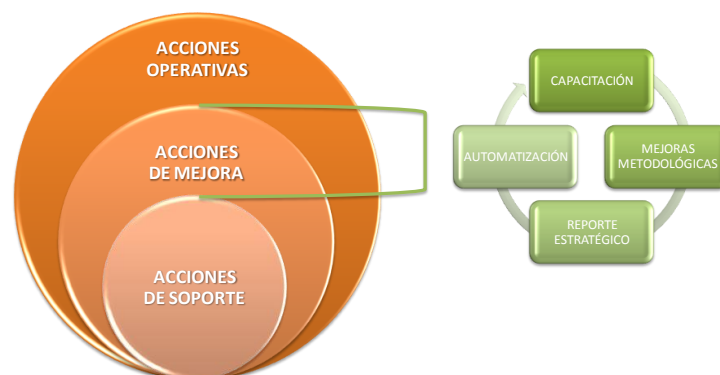 ACCIONES
OPERATIVAS
ACCIONES
DE MEJORA
ACCIONES
DE SOPORTE
CAPACITACIÓN
MEJORAS
METODOLÓGICAS
REPORTE
ESTRATÉGICO
AUTOMATIZACIÓN